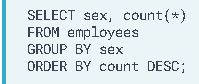 SELECT sex, count(*)
FROM employees
GROUP BY sex
ORDER BY count DESC;